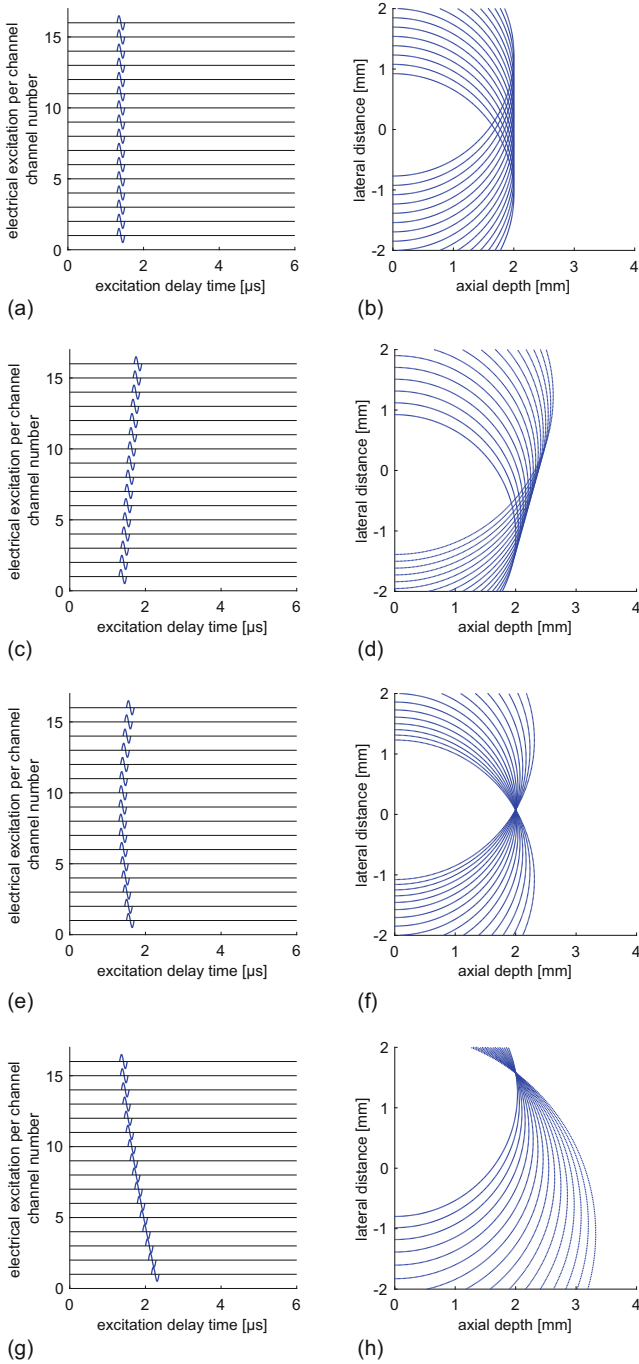 electrical excitation per channel
channel number
15
10
5
0
0
2
4
6
excitation delay time [µs]
(a)
lateral distance [mm]
2
1
0
-1
-2
0
1
2
3
4
axial depth [mm]
(b)
electrical excitation per channel
channel number
15
10
5
0
0
2
4
6
excitation delay time [µs]
(c)
lateral distance [mm]
2
1
0
-1
-2
0
1
2
3
4
axial depth [mm]
(d)
electrical excitation per channel
channel number
15
10
5
0
0
2
4
6
excitation delay time [µs]
(e)
lateral distance [mm]
2
1
0
-1
-2
0
1
2
3
4
axial depth [mm]
(f)
electrical excitation per channel
channel number
15
10
5
0
0
2
4
6
excitation delay time [µs]
(g)
lateral distance [mm]
2
1
0
-1
-2
0
1
2
3
4
axial depth [mm]
(h)